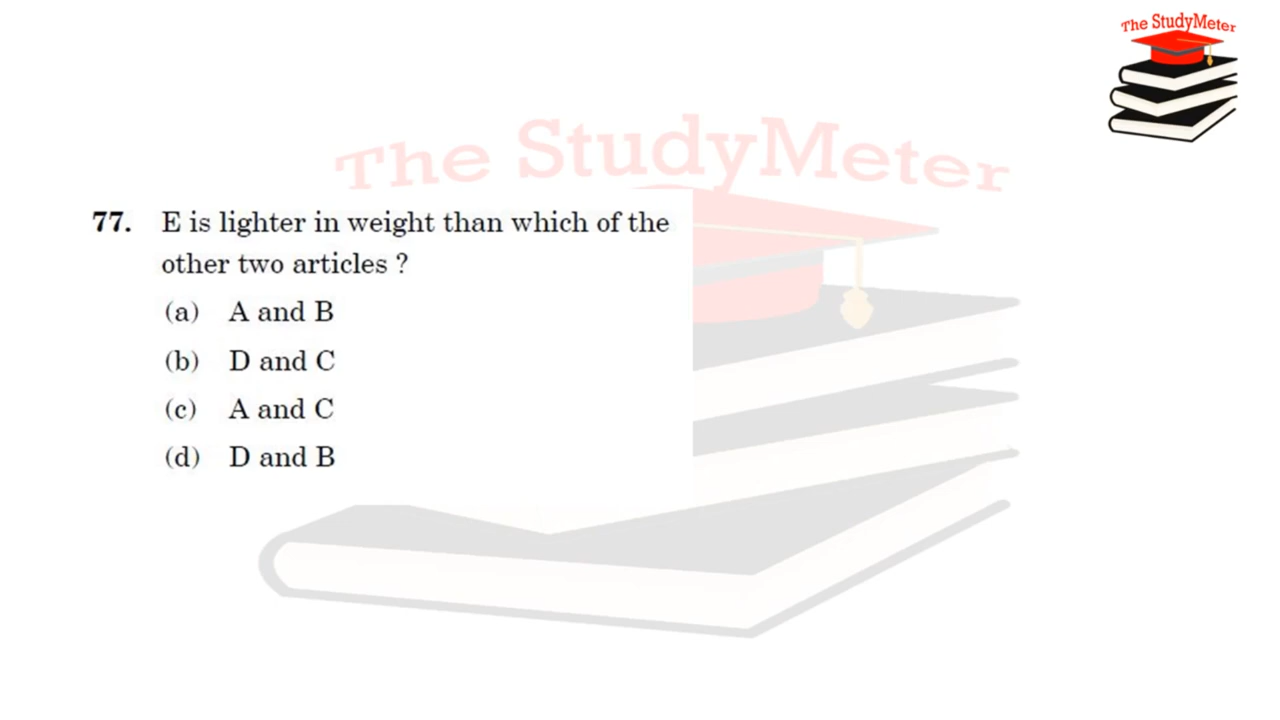 The StudyMeter
The StudyMeter
77. E is lighter in weight than which of the
other two articles ?
(a) A and B
(b) D and C
(c) A and C
(d) D and B